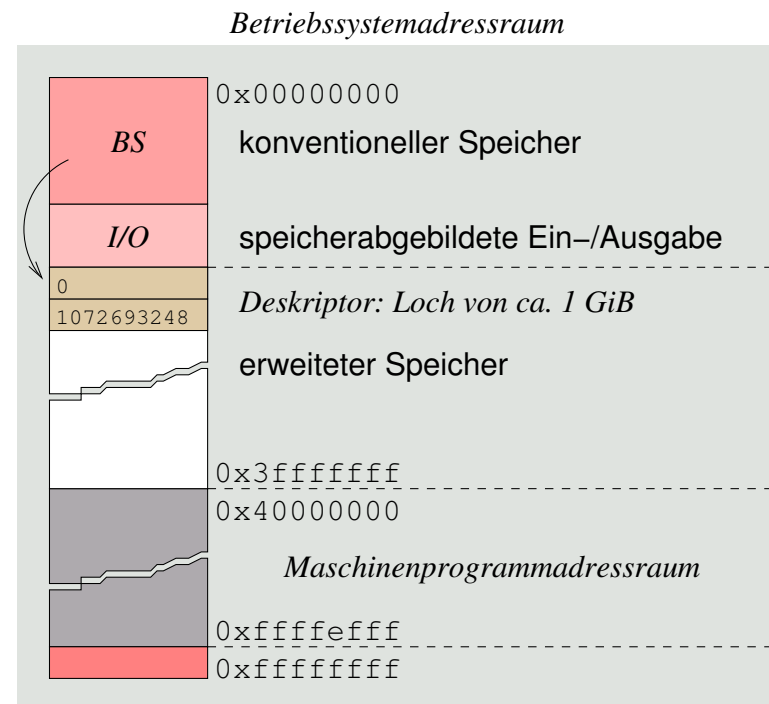 Betriebssystemadressraum
0x00000000
BS
konventioneller Speicher
I/O
speicherabgebildete Ein−/Ausgabe
0
Deskriptor: Loch von ca. 1 GiB
1072693248
erweiteter Speicher
0x3fffffff
0x40000000
Maschinenprogrammadressraum
0xffffefff
0xffffffff